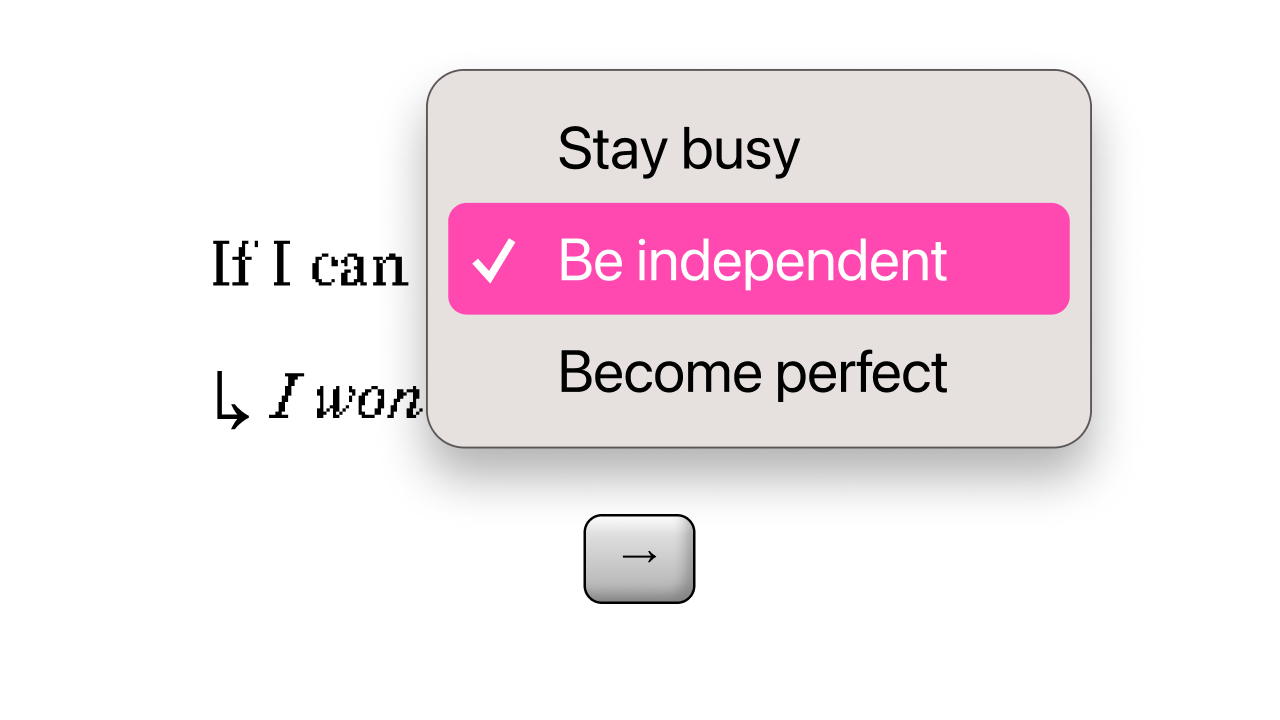 Stay busy
If I can
✓ Be independent
↳ I won
Become perfect
→